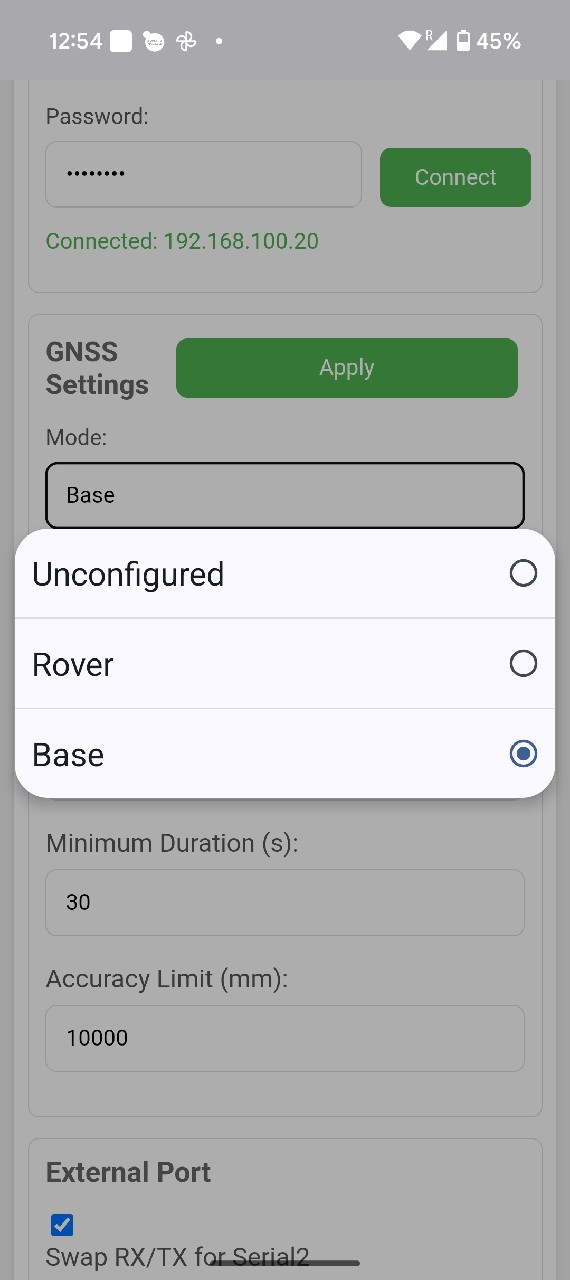 12:54
R
45%
Password:
••••••••
Connect
Connected: 192.168.100.20
GNSS
Settings
Apply
Mode:
Base
Unconfigured
Rover
Base
Minimum Duration (s):
30
Accuracy Limit (mm):
10000
External Port
Swap RX/TX for Serial2